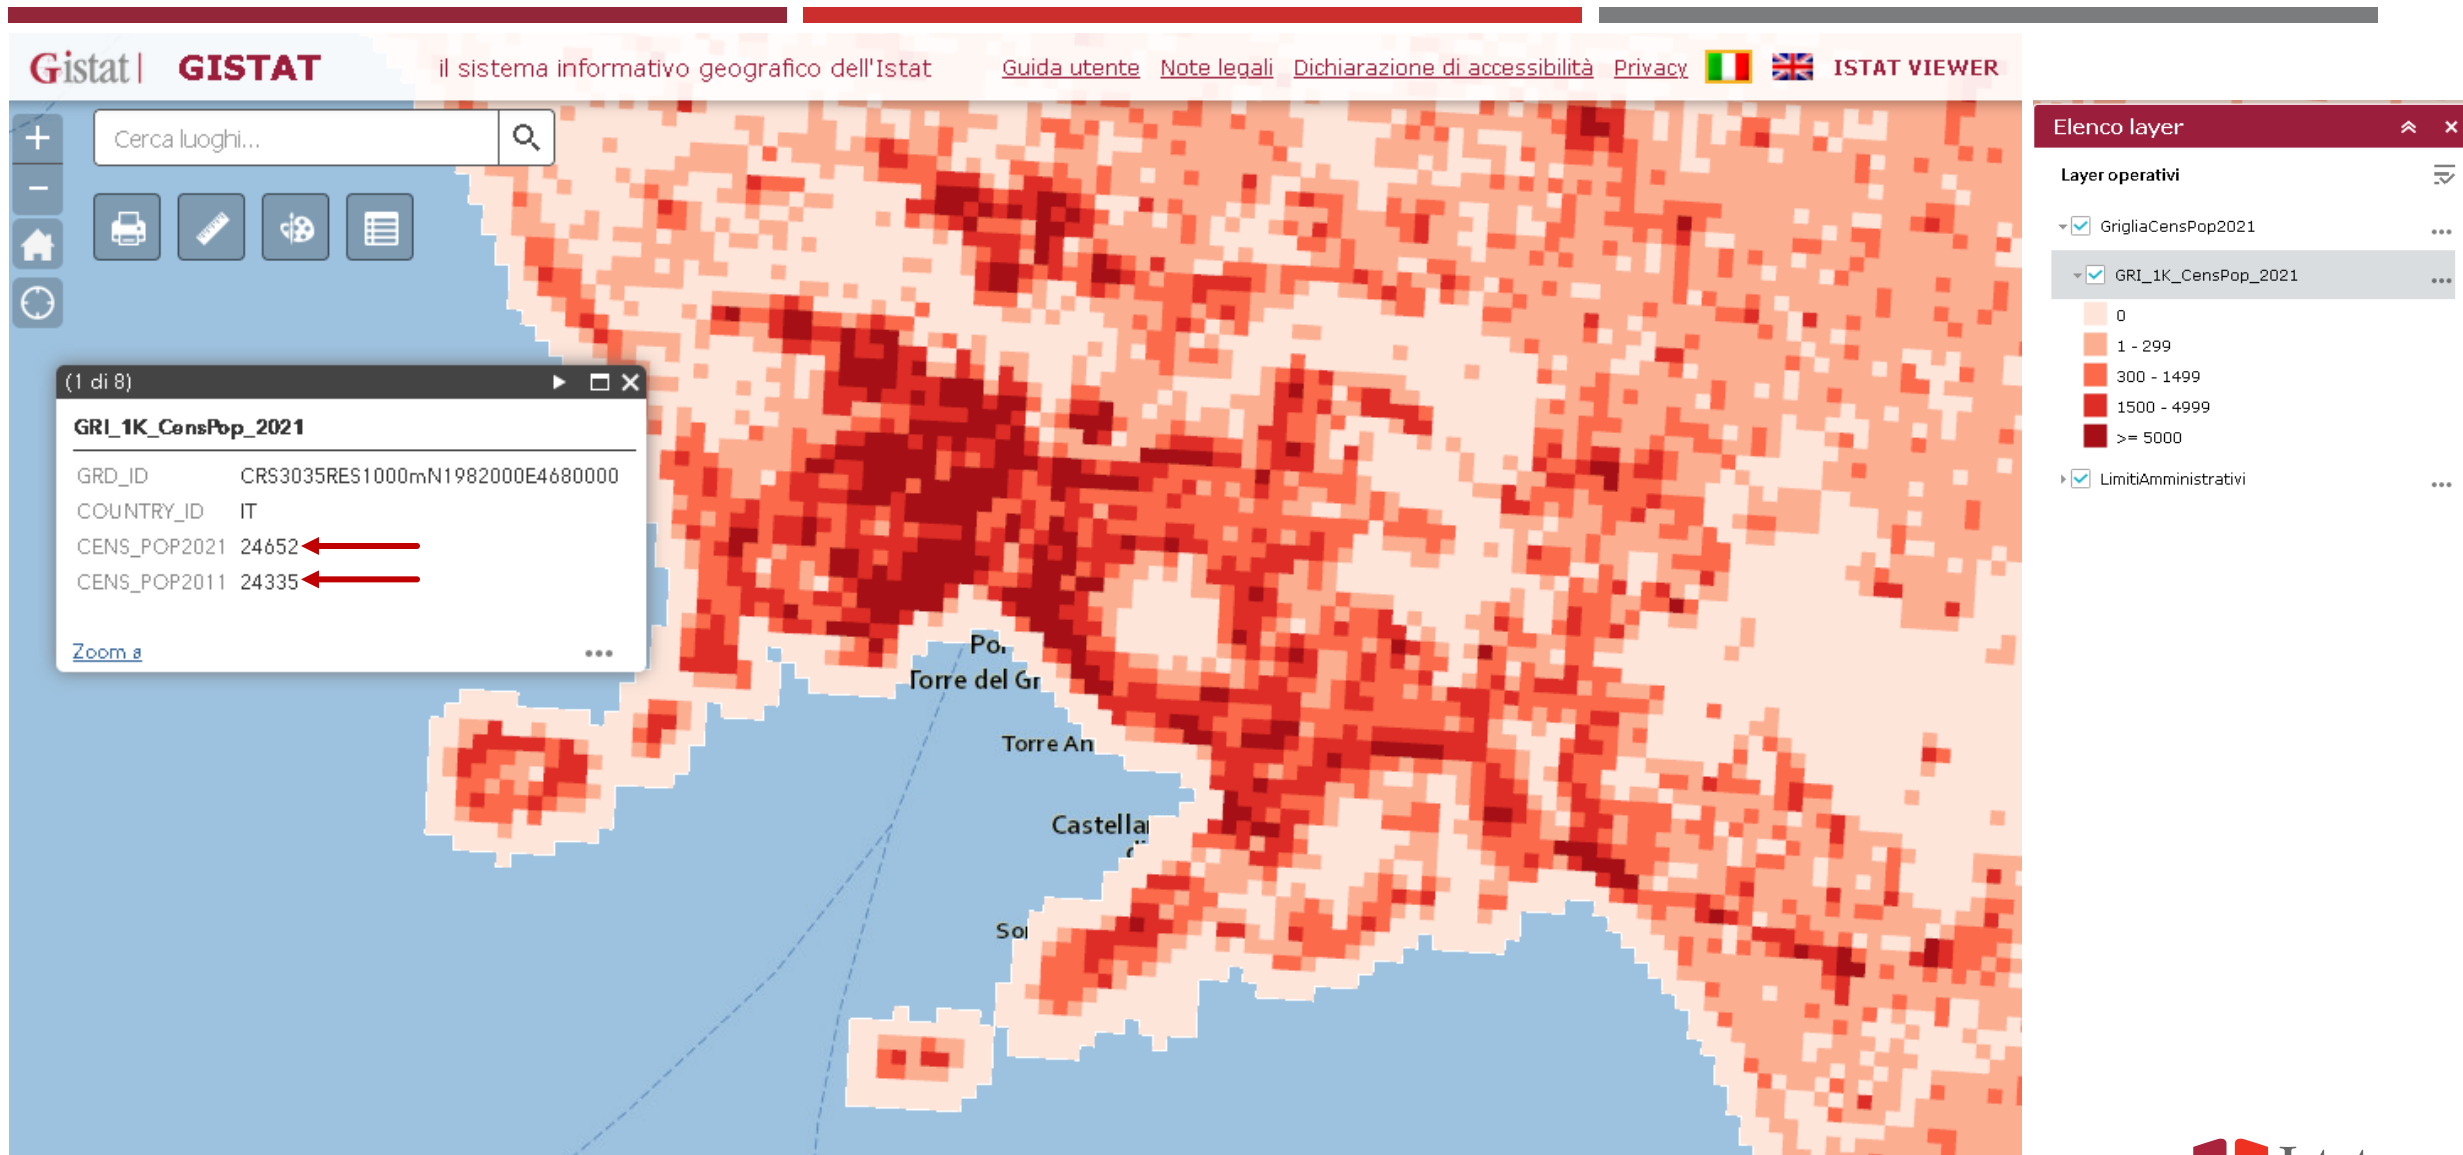 Gistat| GISTAT il sistema informativo geografico dell'Istat Guida utente Note legali Dichiarazione di accessibilità Privacy ISTAT VIEWER
Cerca luoghi...
(1 di 8)
GRI_1K_CensPop_2021
GRD_ID CRS3035RES1000mN1982000E4680000
COUNTRY_ID IT
CENS_POP2021 24652
CENS_POP2011 24335
Zoom a
Torre del Gr
Torre An
Castella
Elenco layer
Layer operativi
GrigliaCensPop2021
GRI_1K_CensPop_2021
0
1 - 299
300 - 1499
1500 - 4999
>= 5000
LimitiAmministrativi